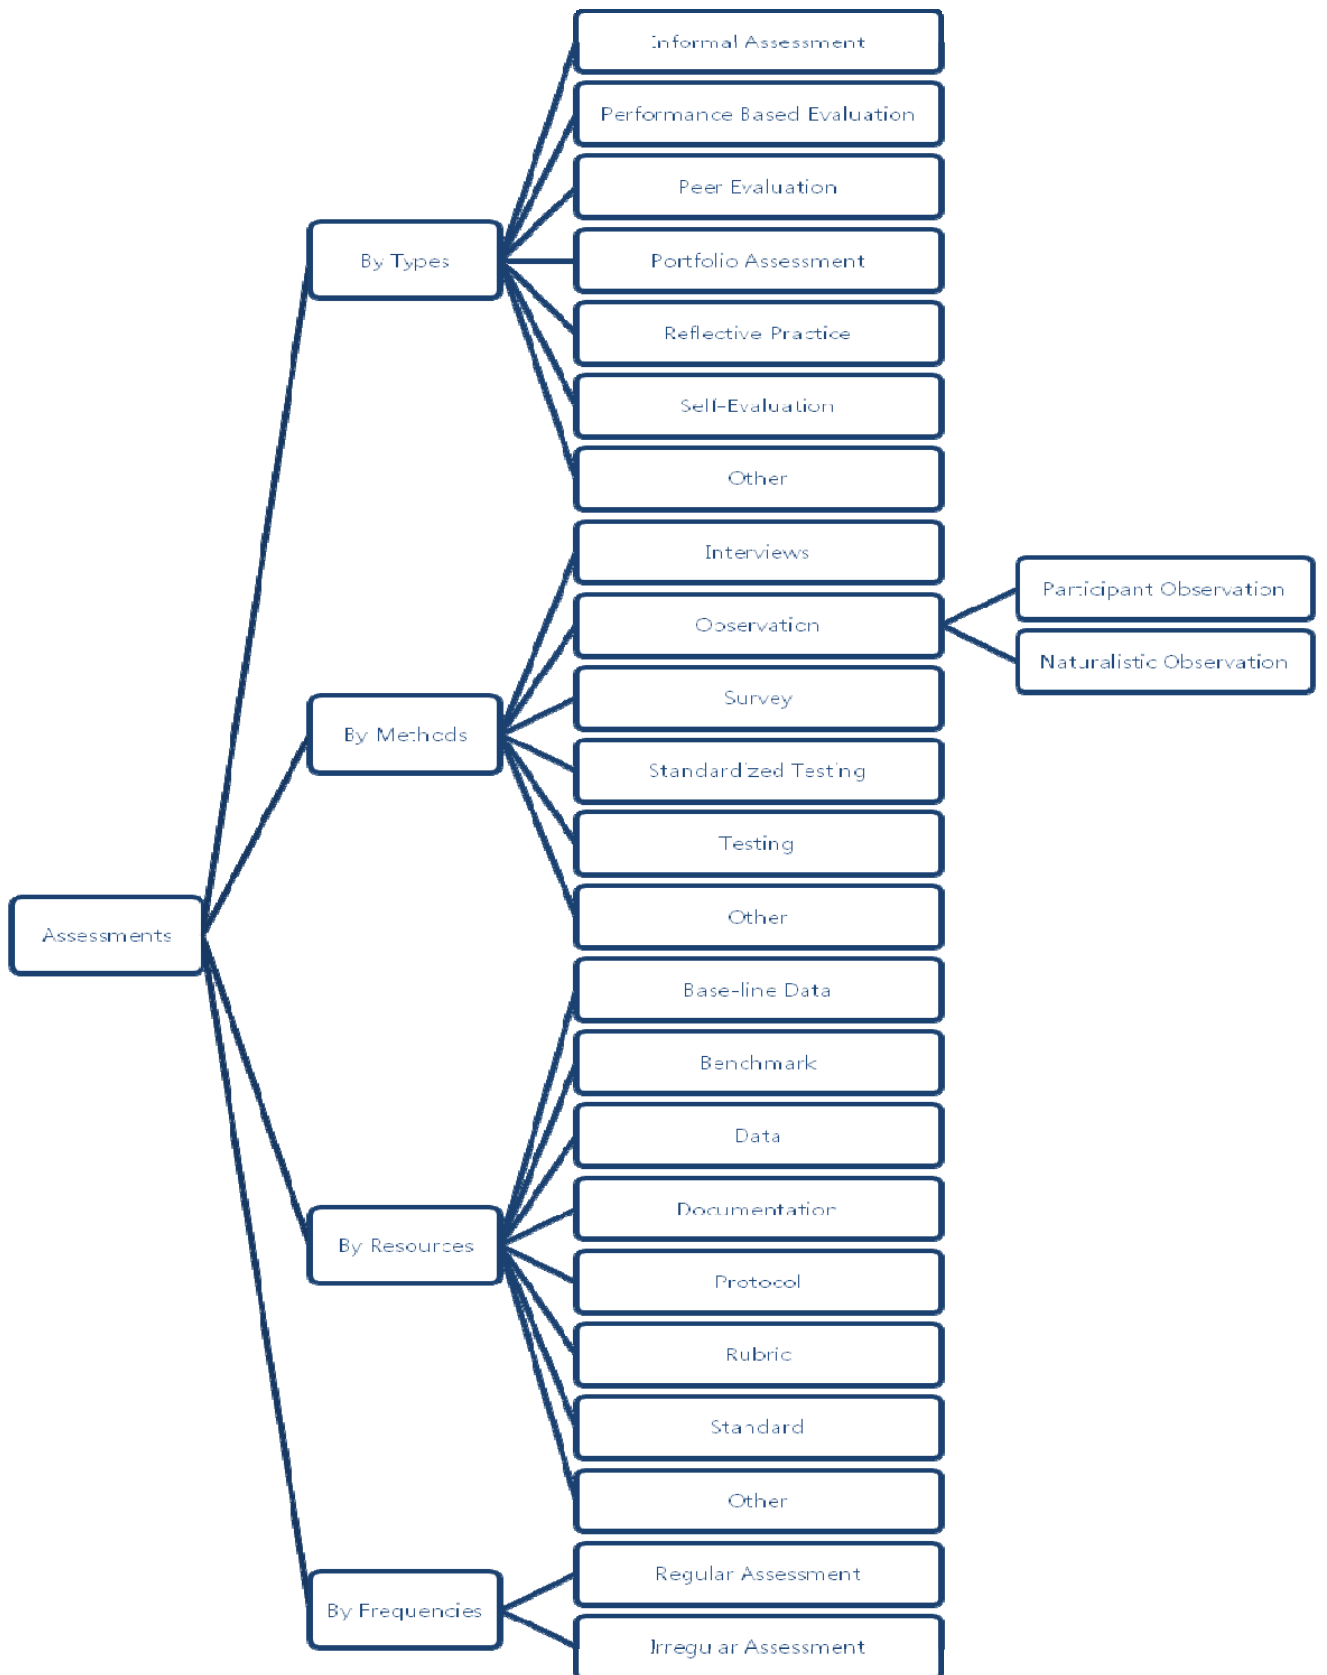 Assessments
By Types
Informal Assessment
Performance Based Evaluation
Peer Evaluation
Portfolio Assessment
Reflective Practice
Self-Evaluation
Other
By Methods
Interviews
Observation
Participant Observation
Naturalistic Observation
Survey
Standardized Testing
Testing
Other
By Resources
Base-line Data
Benchmark
Data
Documentation
Protocol
Rubric
Standard
Other
By Frequencies
Regular Assessment
Irregular Assessment